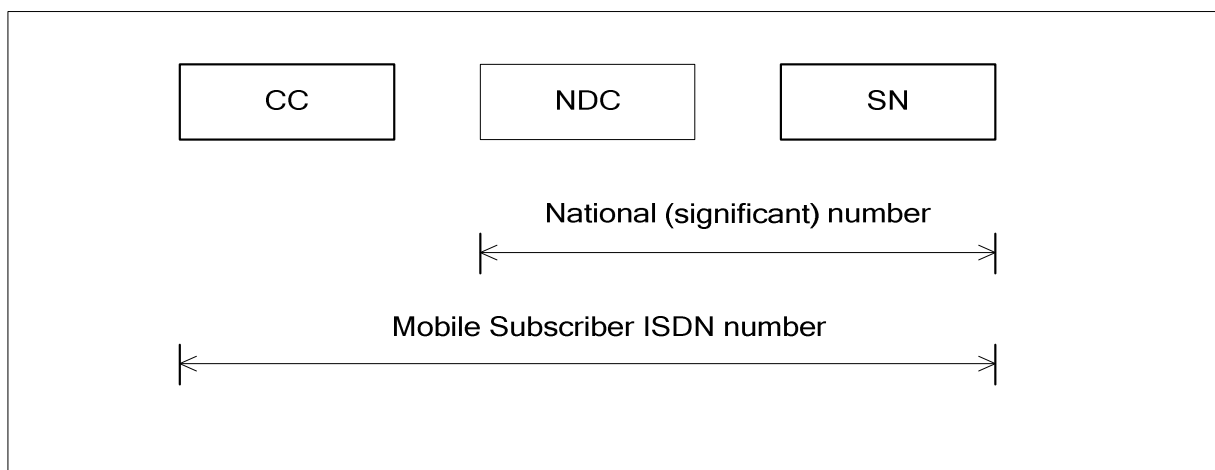 CC NDC SN
National (significant) number
Mobile Subscriber ISDN number